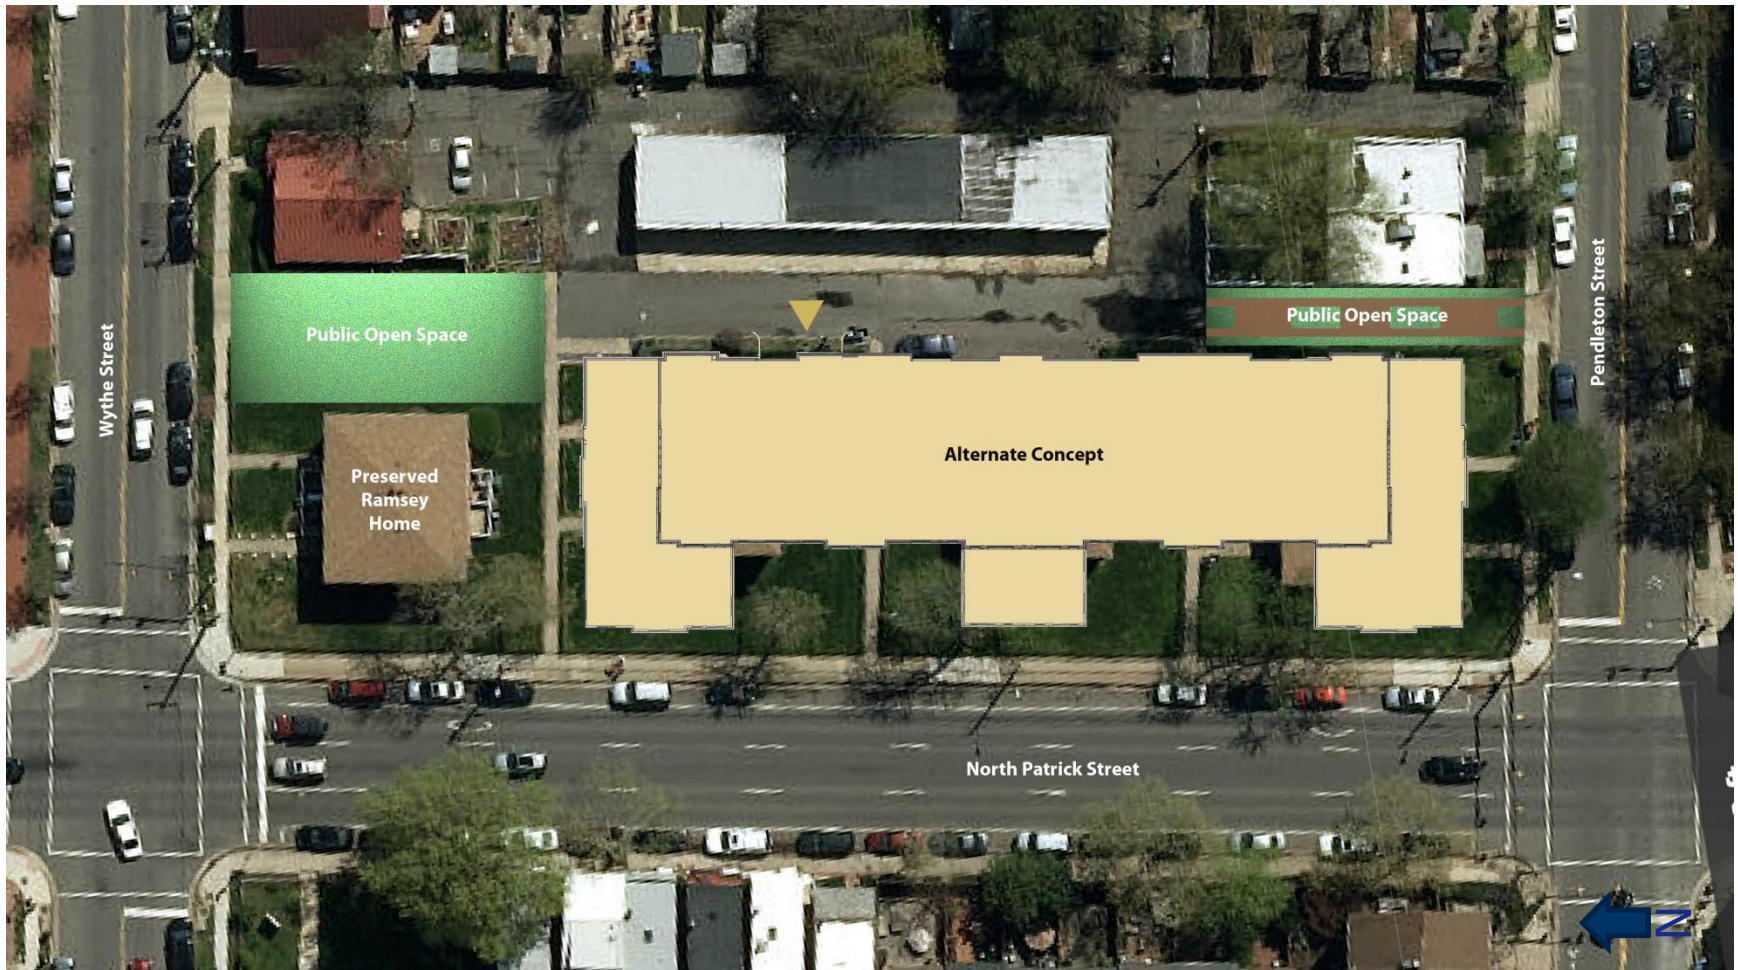 Wythe Street
Public Open Space
Public Open Space
Pendleton Street
Alternate Concept
Preserved
Ramsey
Home
North Patrick Street
N